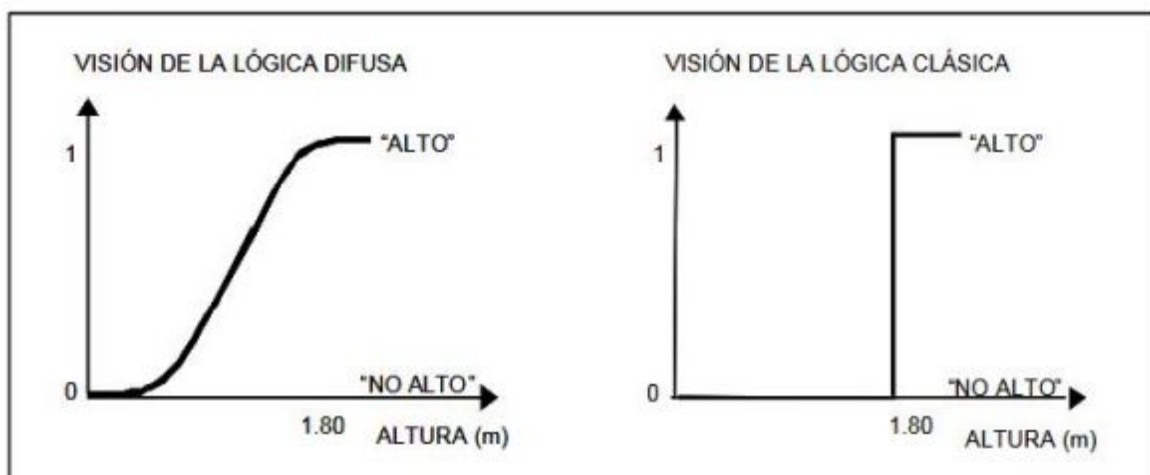 VISIÓN DE LA LÓGICA DIFUSA
1
"ALTO"
0
"NO ALTO"
1.80
ALTURA (m)
VISIÓN DE LA LÓGICA CLÁSICA
1
"ALTO"
0
"NO ALTO"
1.80
ALTURA (m)